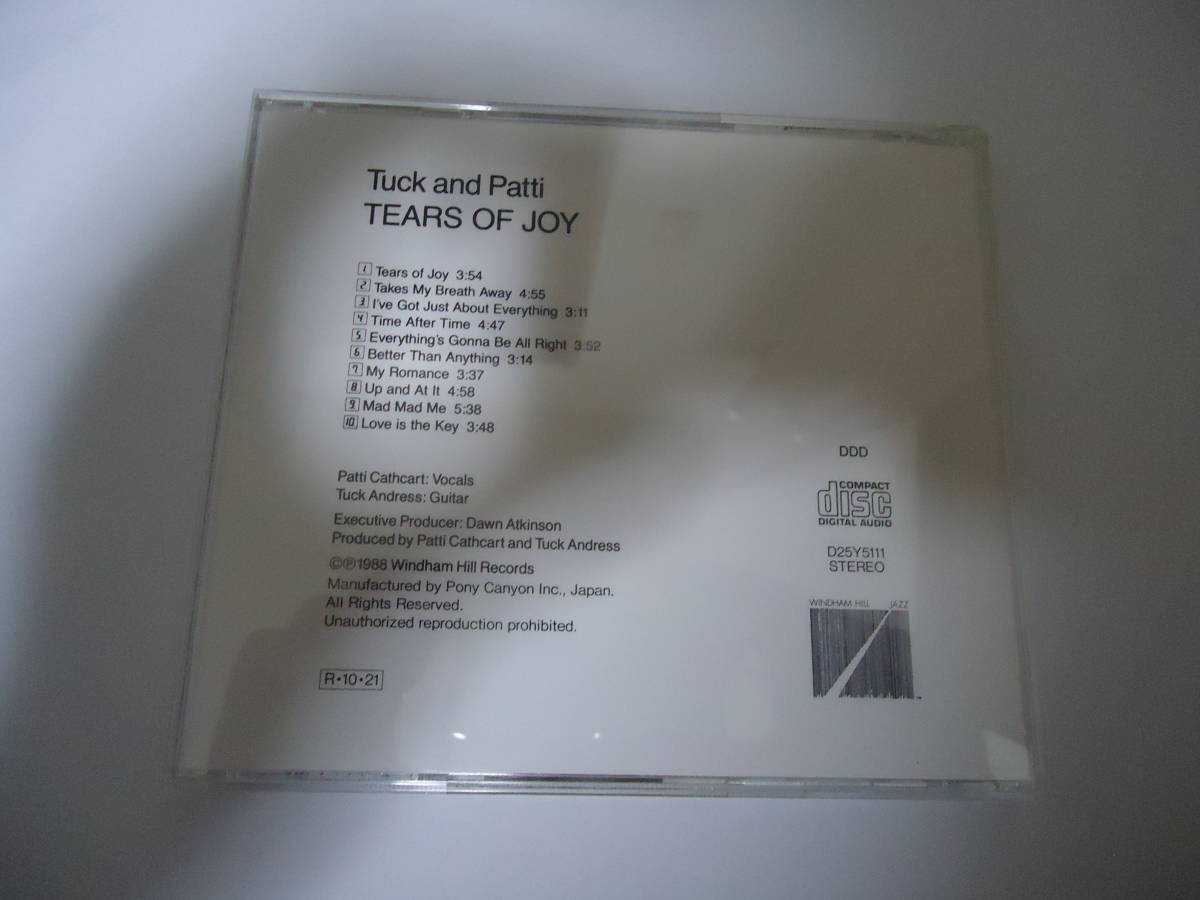 Tuck and Patti
TEARS OF JOY
1 Tears of Joy 3:54
2 Takes My Breath Away 4:55
3 I've Got Just About Everything 3:11
4 Time After Time 4:47
5 Everything's Gonna Be All Right 3:52
6 Better Than Anything 3:14
7 My Romance 3:37
8 Up and At It 4:58
9 Mad Mad Me 5:38
10 Love is the Key 3:48
Patti Cathcart: Vocals
Tuck Andress: Guitar
Executive Producer: Dawn Atkinson
Produced by Patti Cathcart and Tuck Andress
©℗1988 Windham Hill Records
Manufactured by Pony Canyon Inc., Japan.
All Rights Reserved.
Unauthorized reproduction prohibited.
R•10•21
DDD
COMPACT
disc
DIGITAL AUDIO
D25Y5111
STEREO
WINDHAM HILL JAZZ